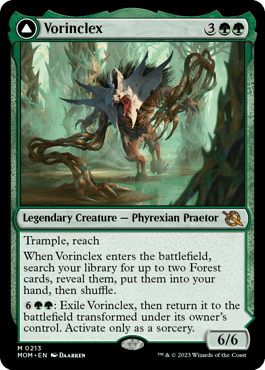 Vorinclex 3
Legendary Creature — Phyrexian Praetor
Trample, reach
When Vorinclex enters the battlefield,
search your library for up to two Forest
cards, reveal them, put them into your
hand, then shuffle.
6 : Exile Vorinclex, then return it to the
battlefield transformed under its owner's
control. Activate only as a sorcery.
6/6
M 0213
MOM • EN DAARKEN
™ & © 2023 Wizards of the Coast